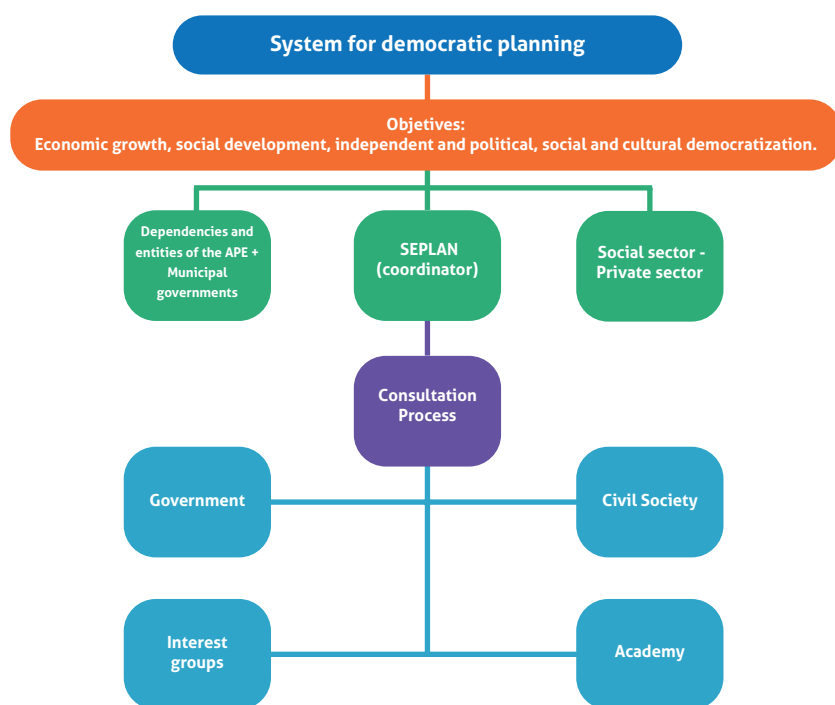 System for democratic planning
Objectives:
Economic growth, social development, independent and political, social and cultural democratization.
Dependencies and
entities of the APE +
Municipal
governments
SEPLAN
(coordinator)
Social sector -
Private sector
Consultation
Process
Government
Civil Society
Interest
groups
Academy